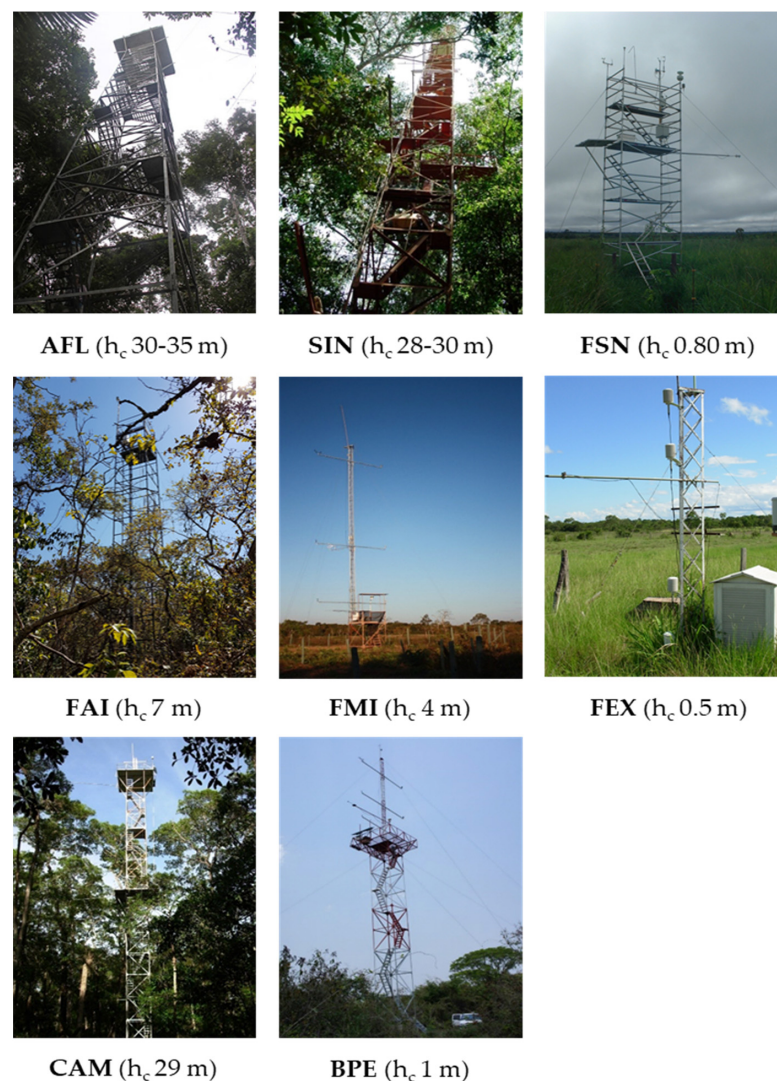 AFL (hc 30-35 m)
SIN (hc 28-30 m)
FSN (hc 0.80 m)
FAI (hc 7 m)
FMI (hc 4 m)
FEX (hc 0.5 m)
CAM (hc 29 m)
BPE (hc 1 m)